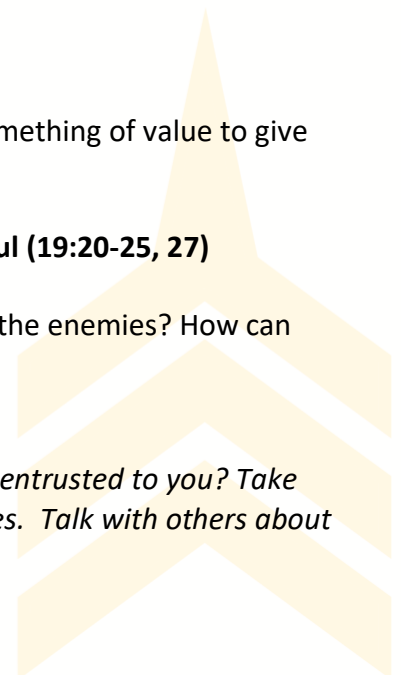 mething of value to give
ul (19:20-25, 27)
the enemies? How can
entrusted to you? Take
es.  Talk with others about